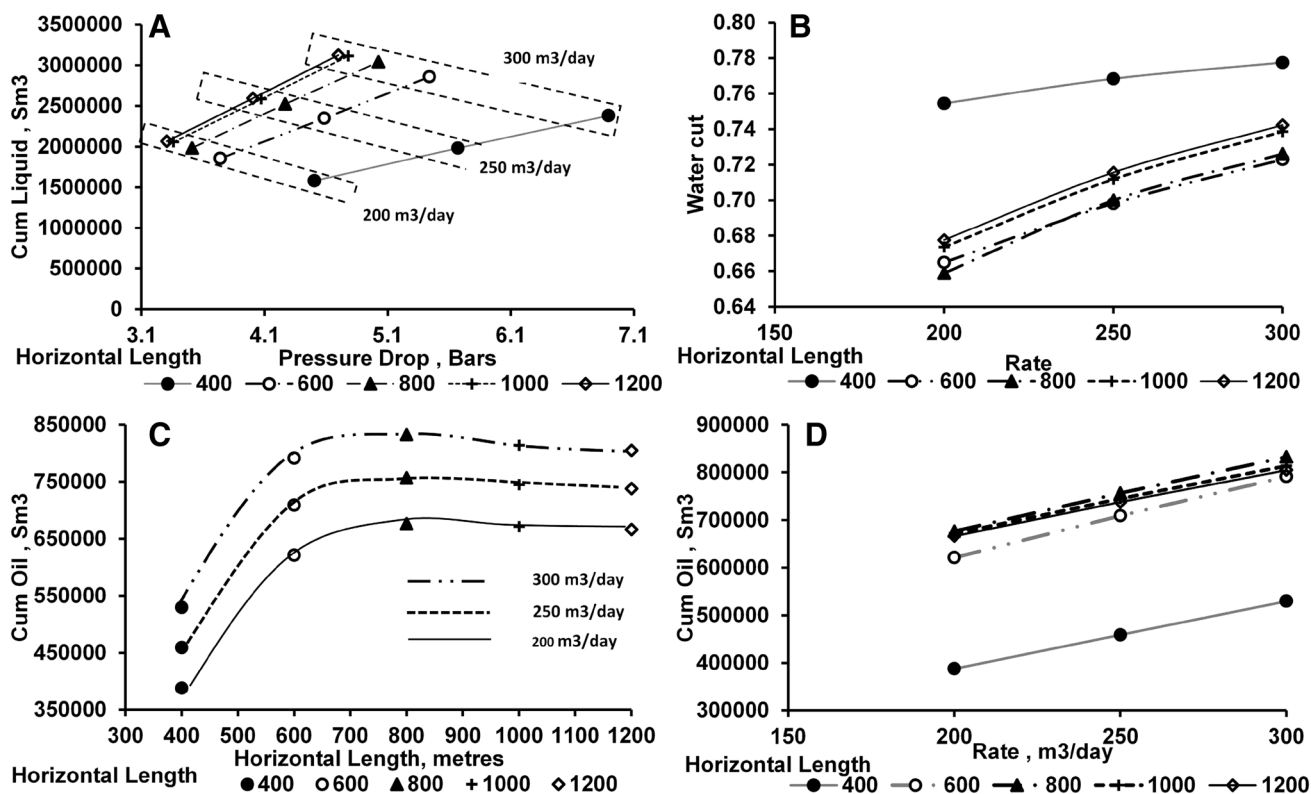 A
3500000
3000000
2500000
2000000
1500000
1000000
500000
0
Cum Liquid , Sm3
300 m3/day
250 m3/day
200 m3/day
3.1 4.1 5.1 6.1 7.1
Pressure Drop , Bars
Horizontal Length
400 600 800 1000 1200
B
0.80
0.78
0.76
0.74
0.72
0.70
0.68
0.66
0.64
Water cut
150 200 250 300
Rate
Horizontal Length
400 600 800 1000 1200
C
850000
750000
650000
550000
450000
350000
Cum Oil , Sm3
300 m3/day
250 m3/day
200 m3/day
300 400 500 600 700 800 900 1000 1100 1200
Horizontal Length, metres
Horizontal Length
400 600 800 1000 1200
D
900000
800000
700000
600000
500000
400000
300000
Cum Oil , Sm3
150 200 250 300
Rate , m3/day
Horizontal Length
400 600 800 1000 1200